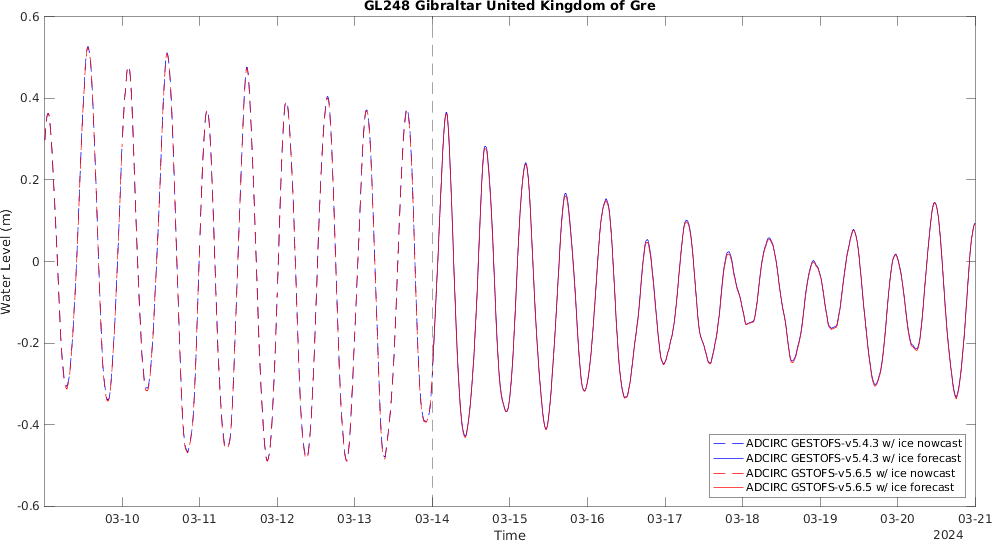 GL248 Gibraltar United Kingdom of Gre
0.6
0.4
0.2
0
-0.2
-0.4
-0.6
Water Level (m)
ADCIRC GESTOFS-v5.4.3 w/ ice nowcast
ADCIRC GESTOFS-v5.4.3 w/ ice forecast
ADCIRC GSTOFS-v5.6.5 w/ ice nowcast
ADCIRC GSTOFS-v5.6.5 w/ ice forecast
03-10 03-11 03-12 03-13 03-14 03-15 03-16 03-17 03-18 03-19 03-20 03-21
Time
2024